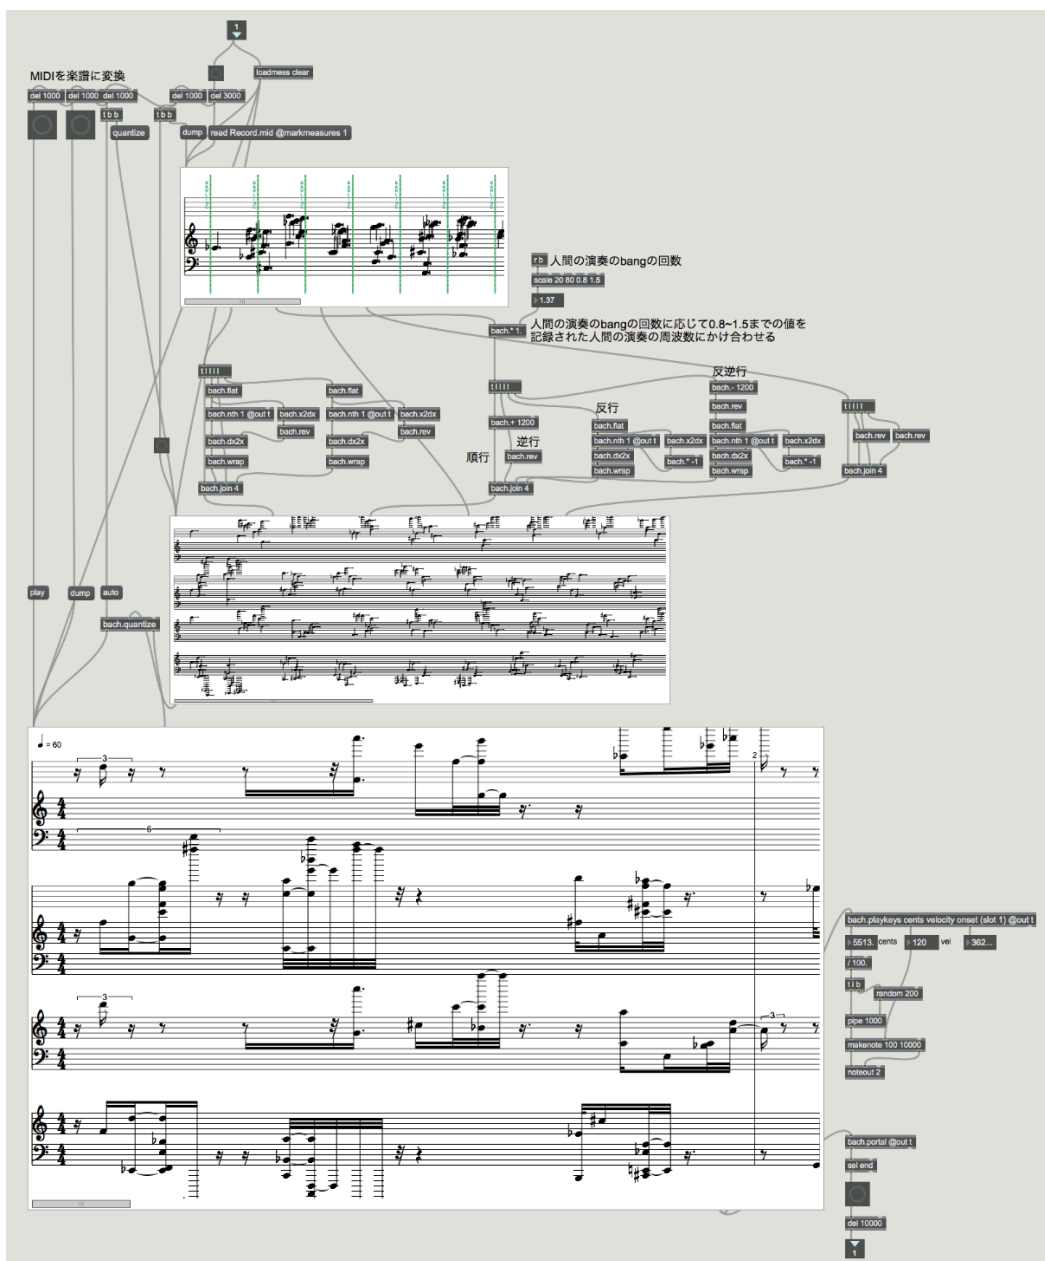 1
loadmess clear
MIDIを楽譜に変換
del 1000 del 1000 del 1000 del 1000 del 3000
t b b t b b
quantize dump read Record.mid @markmeasures 1
r b 人間の演奏のbangの回数
scale 20 80 0.8 1.5
1.37
bach.* 1. 人間の演奏のbangの回数に応じて0.8~1.5までの値を
記録された人間の演奏の周波数にかけ合わせる
t l l l l
反逆行
bach.flat bach.flat t l l l l bach.- 1200
反行 bach.rev t l l l l
bach.nth 1 @out t bach.x2dx bach.nth 1 @out t bach.x2dx bach.+ 1200 bach.flat bach.flat
bach.rev bach.rev 逆行 bach.nth 1 @out t bach.x2dx bach.nth 1 @out t bach.x2dx bach.rev bach.rev
bach.dx2x bach.dx2x 順行 bach.rev bach.dx2x bach.* -1 bach.dx2x bach.* -1
bach.wrap bach.wrap bach.wrap bach.wrap bach.join 4
bach.join 4 bach.join 4
play dump auto
bach.quantize
= 60
3
2
6
3
3
bach.playkeys cents velocity onset (slot 1) @out t
5513. cents 120 vel 362...
/ 100.
t i b
random 200
pipe 1000
makenote 100 10000
noteout 2
bach.portal @out t
sel end
del 10000
1